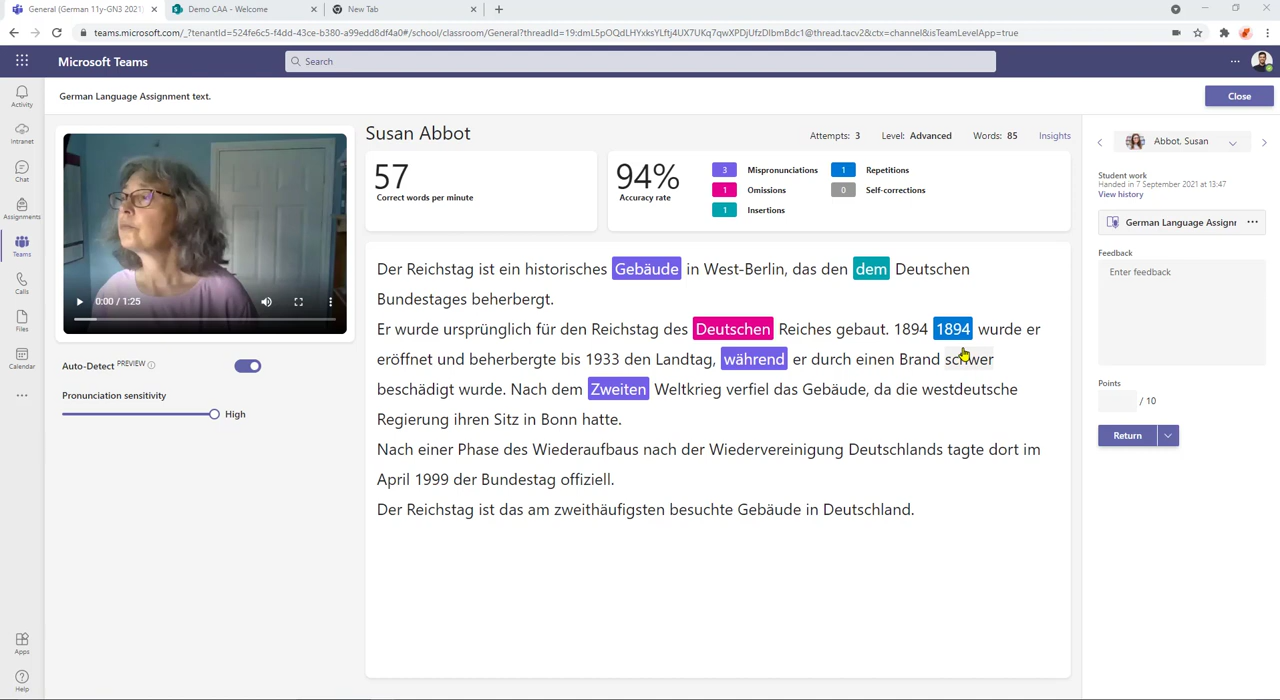 General (German 11y-GN3 2021)
Demo CAA - Welcome
New Tab
teams.microsoft.com/_?tenantId=524fe6c5-f4dd-43ce-b380-a99edd8df4a0#/school/classroom/General?threadId=19:dmL5pOQdLHYxksYLftj4UX7UKq7qwXPDjUfzDlbmBdc1@thread.tacv2&ctx=channel&isTeamLevelApp=true
Microsoft Teams
Search
German Language Assignment text.
Close
Activity
Intranet
Chat
Assignments
Teams
Calls
Files
Calendar
Apps
Help
0:00 / 1:25
Auto-Detect PREVIEW
Pronunciation sensitivity
High
Susan Abbot
Attempts: 3 Level: Advanced Words: 85 Insights
57
Correct words per minute
94%
Accuracy rate
3 Mispronunciations 1 Repetitions
1 Omissions 0 Self-corrections
1 Insertions
Der Reichstag ist ein historisches Gebäude in West-Berlin, das den dem Deutschen
Bundestages beherbergt.
Er wurde ursprünglich für den Reichstag des Deutschen Reiches gebaut. 1894 1894 wurde er
eröffnet und beherbergte bis 1933 den Landtag, während er durch einen Brand schwer
beschädigt wurde. Nach dem Zweiten Weltkrieg verfiel das Gebäude, da die westdeutsche
Regierung ihren Sitz in Bonn hatte.
Nach einer Phase des Wiederaufbaus nach der Wiedervereinigung Deutschlands tagte dort im
April 1999 der Bundestag offiziell.
Der Reichstag ist das am zweithäufigsten besuchte Gebäude in Deutschland.
Abbot, Susan
Student work
Handed in 7 September 2021 at 13:47
View history
German Language Assignr
Feedback
Enter feedback
Points
/ 10
Return